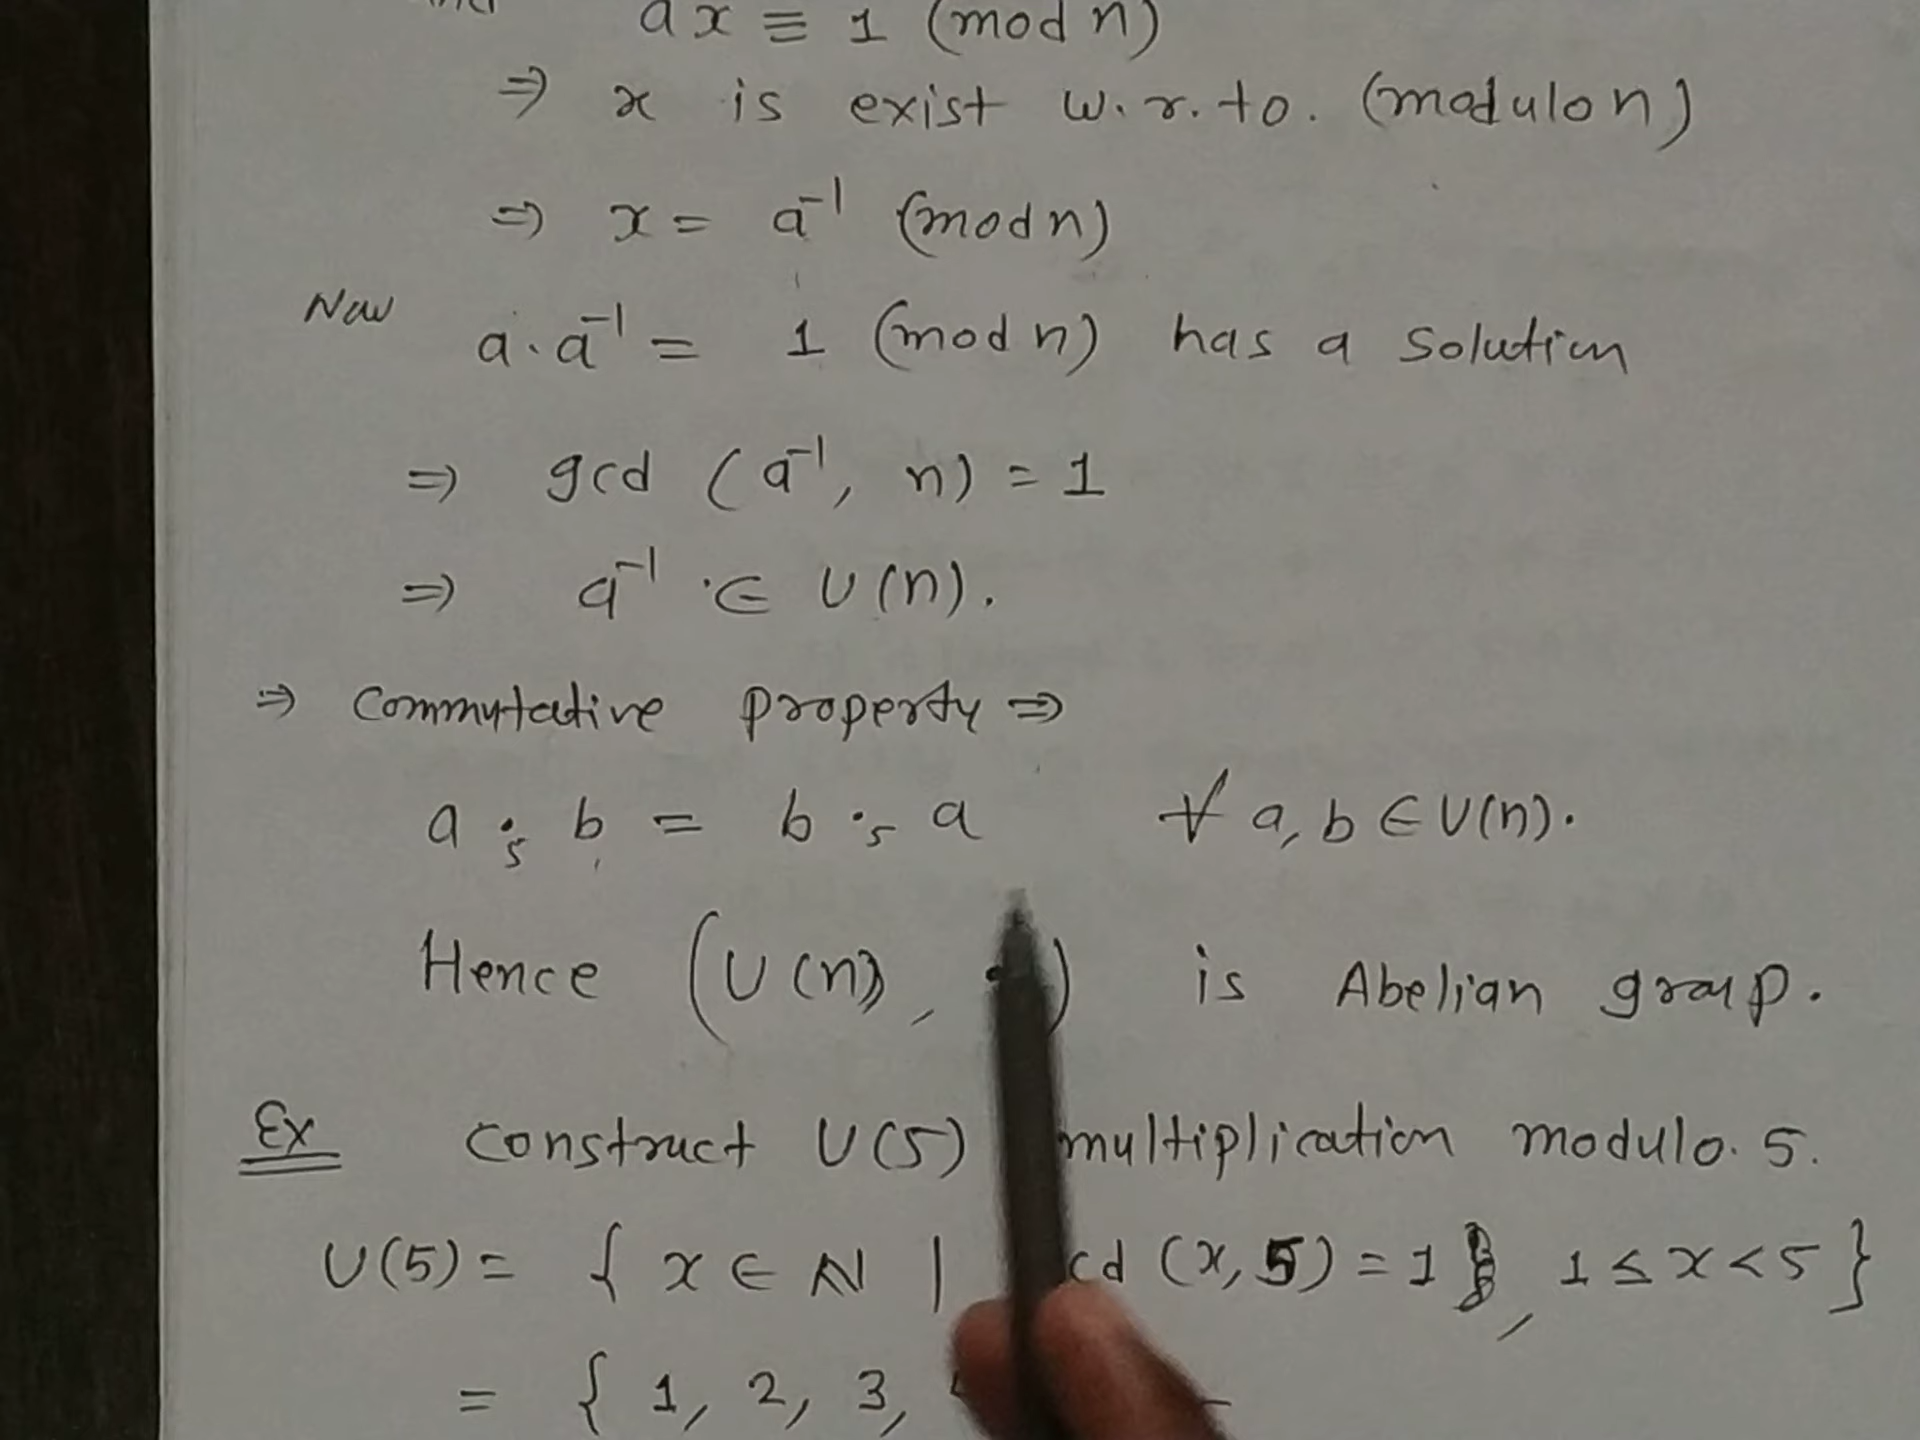 ax ≡ 1 (mod n)
⇒ x is exist w.r.to. (modulo n)
⇒ x = a⁻¹ (mod n)
Now a·a⁻¹ = 1 (mod n) has a solution
⇒ gcd (a⁻¹, n) = 1
⇒ a⁻¹ ∈ U(n).
⇒ Commutative property ⇒
a ·₅ b = b ·₅ a ∀ a, b ∈ U(n).
Hence (U(n), ) is Abelian group.
Ex Construct U(5) multiplication modulo. 5.
U(5) = { x ∈ N | cd (x, 5) = 1 , 1 ≤ x < 5 }
= { 1, 2, 3,